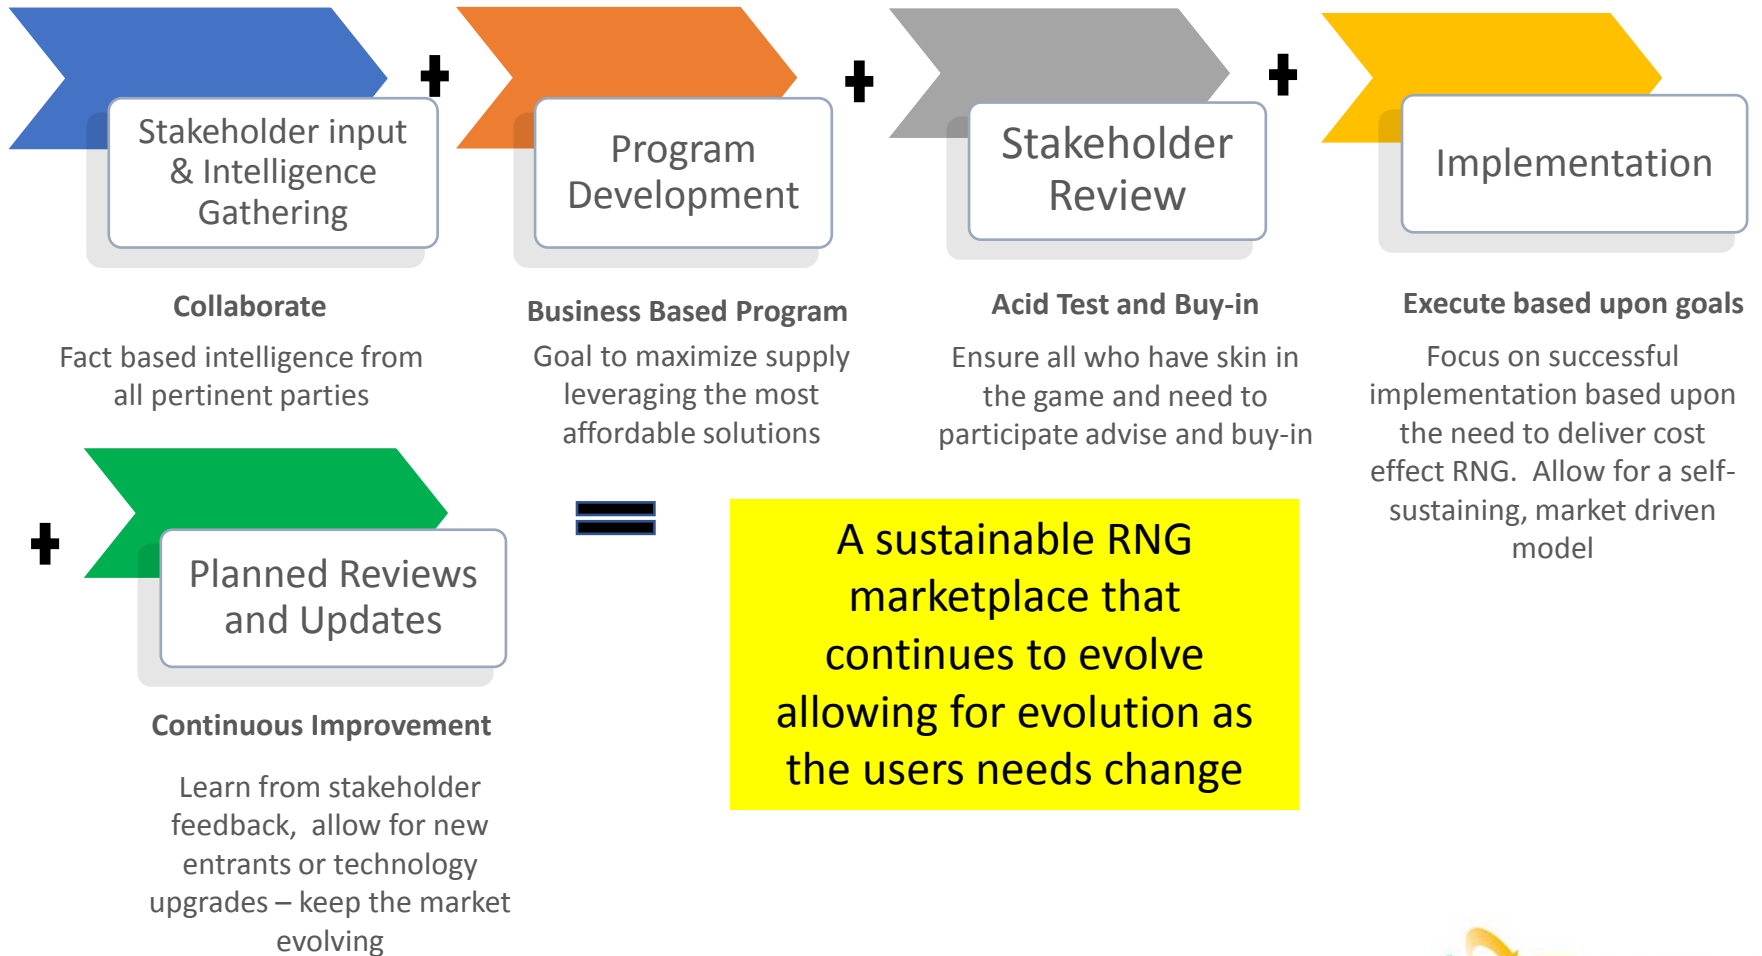 Stakeholder input
& Intelligence
Gathering
Collaborate
Fact based intelligence from
all pertinent parties
Program
Development
Business Based Program
Goal to maximize supply
leveraging the most
affordable solutions
Stakeholder
Review
Acid Test and Buy-in
Ensure all who have skin in
the game and need to
participate advise and buy-in
Implementation
Execute based upon goals
Focus on successful
implementation based upon
the need to deliver cost
effect RNG.  Allow for a self-
sustaining, market driven
model
Planned Reviews
and Updates
Continuous Improvement
Learn from stakeholder
feedback,  allow for new
entrants or technology
upgrades – keep the market
evolving
A sustainable RNG
marketplace that
continues to evolve
allowing for evolution as
the users needs change